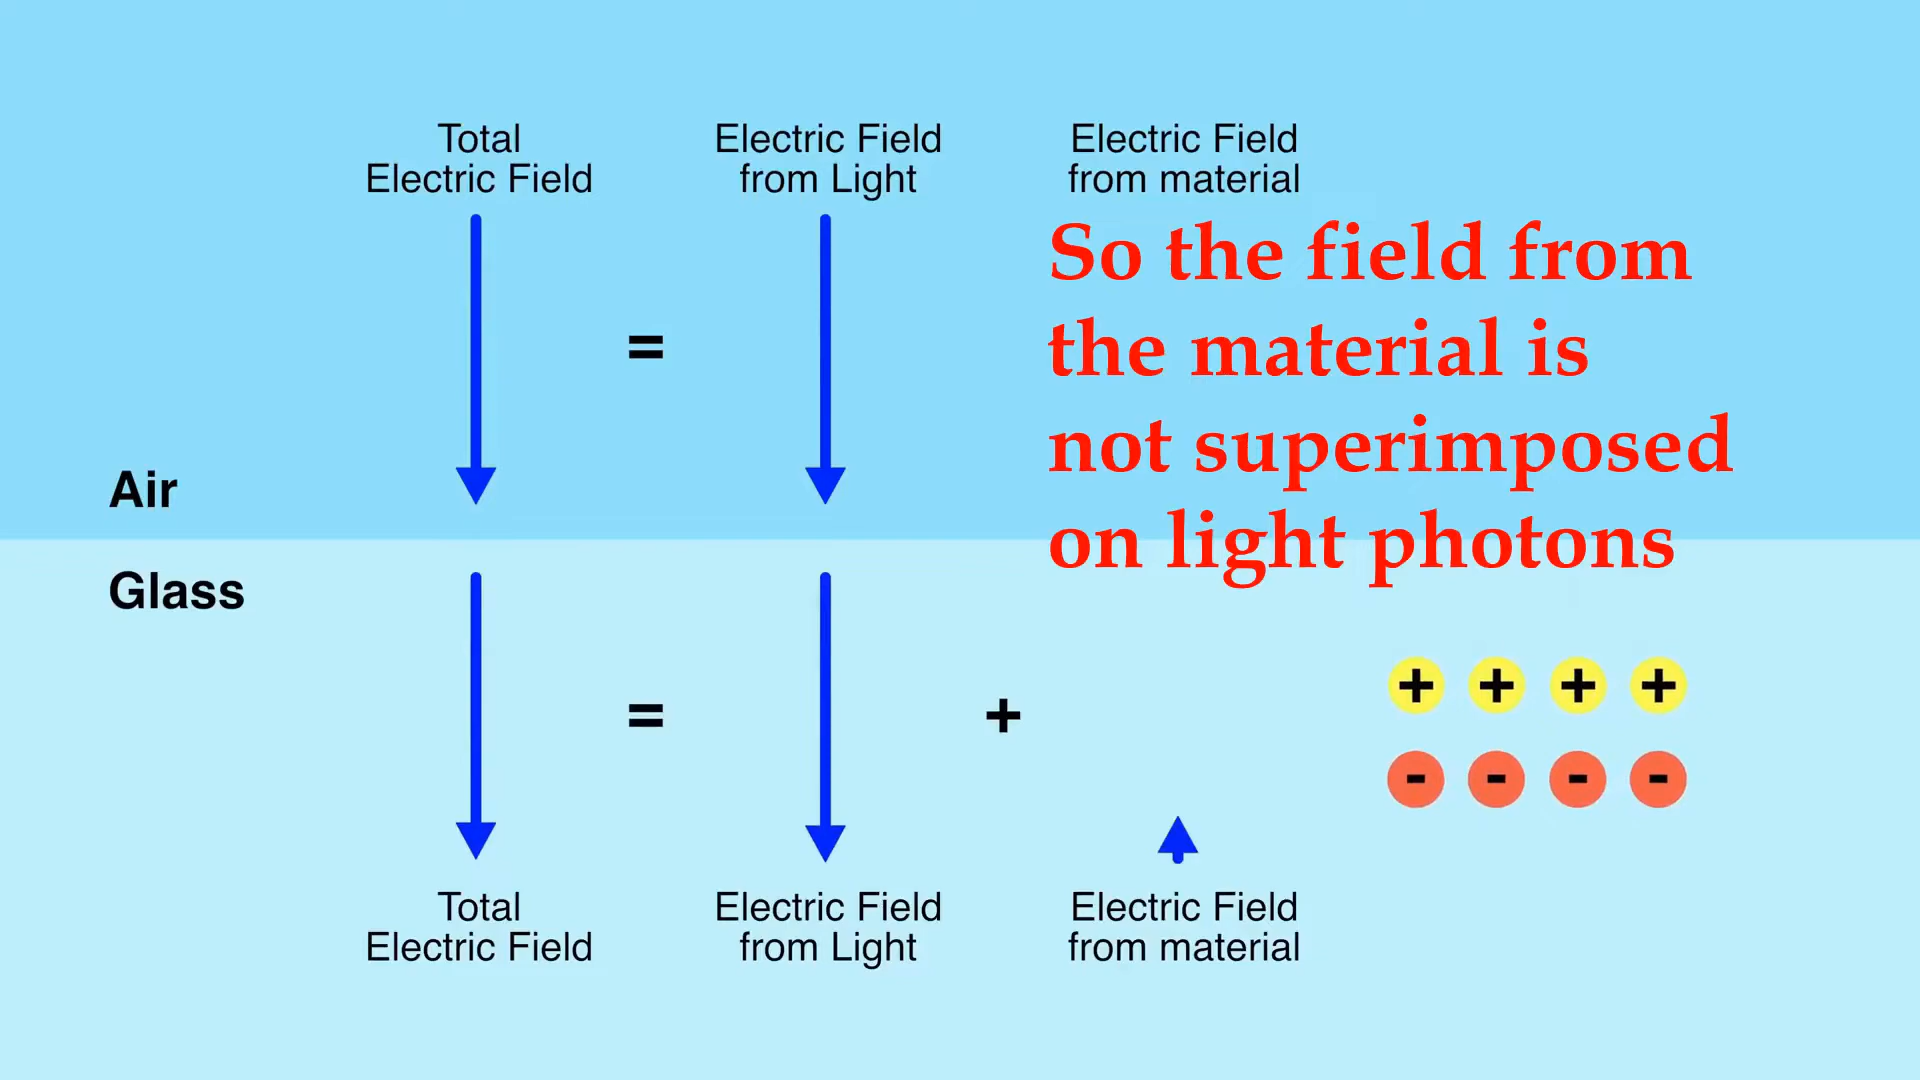 Total
Electric Field
Electric Field
from Light
Electric Field
from material
So the field from
the material is
not superimposed
on light photons
=
Air
Glass
=
+
+ + + +
- - - -
Total
Electric Field
Electric Field
from Light
Electric Field
from material